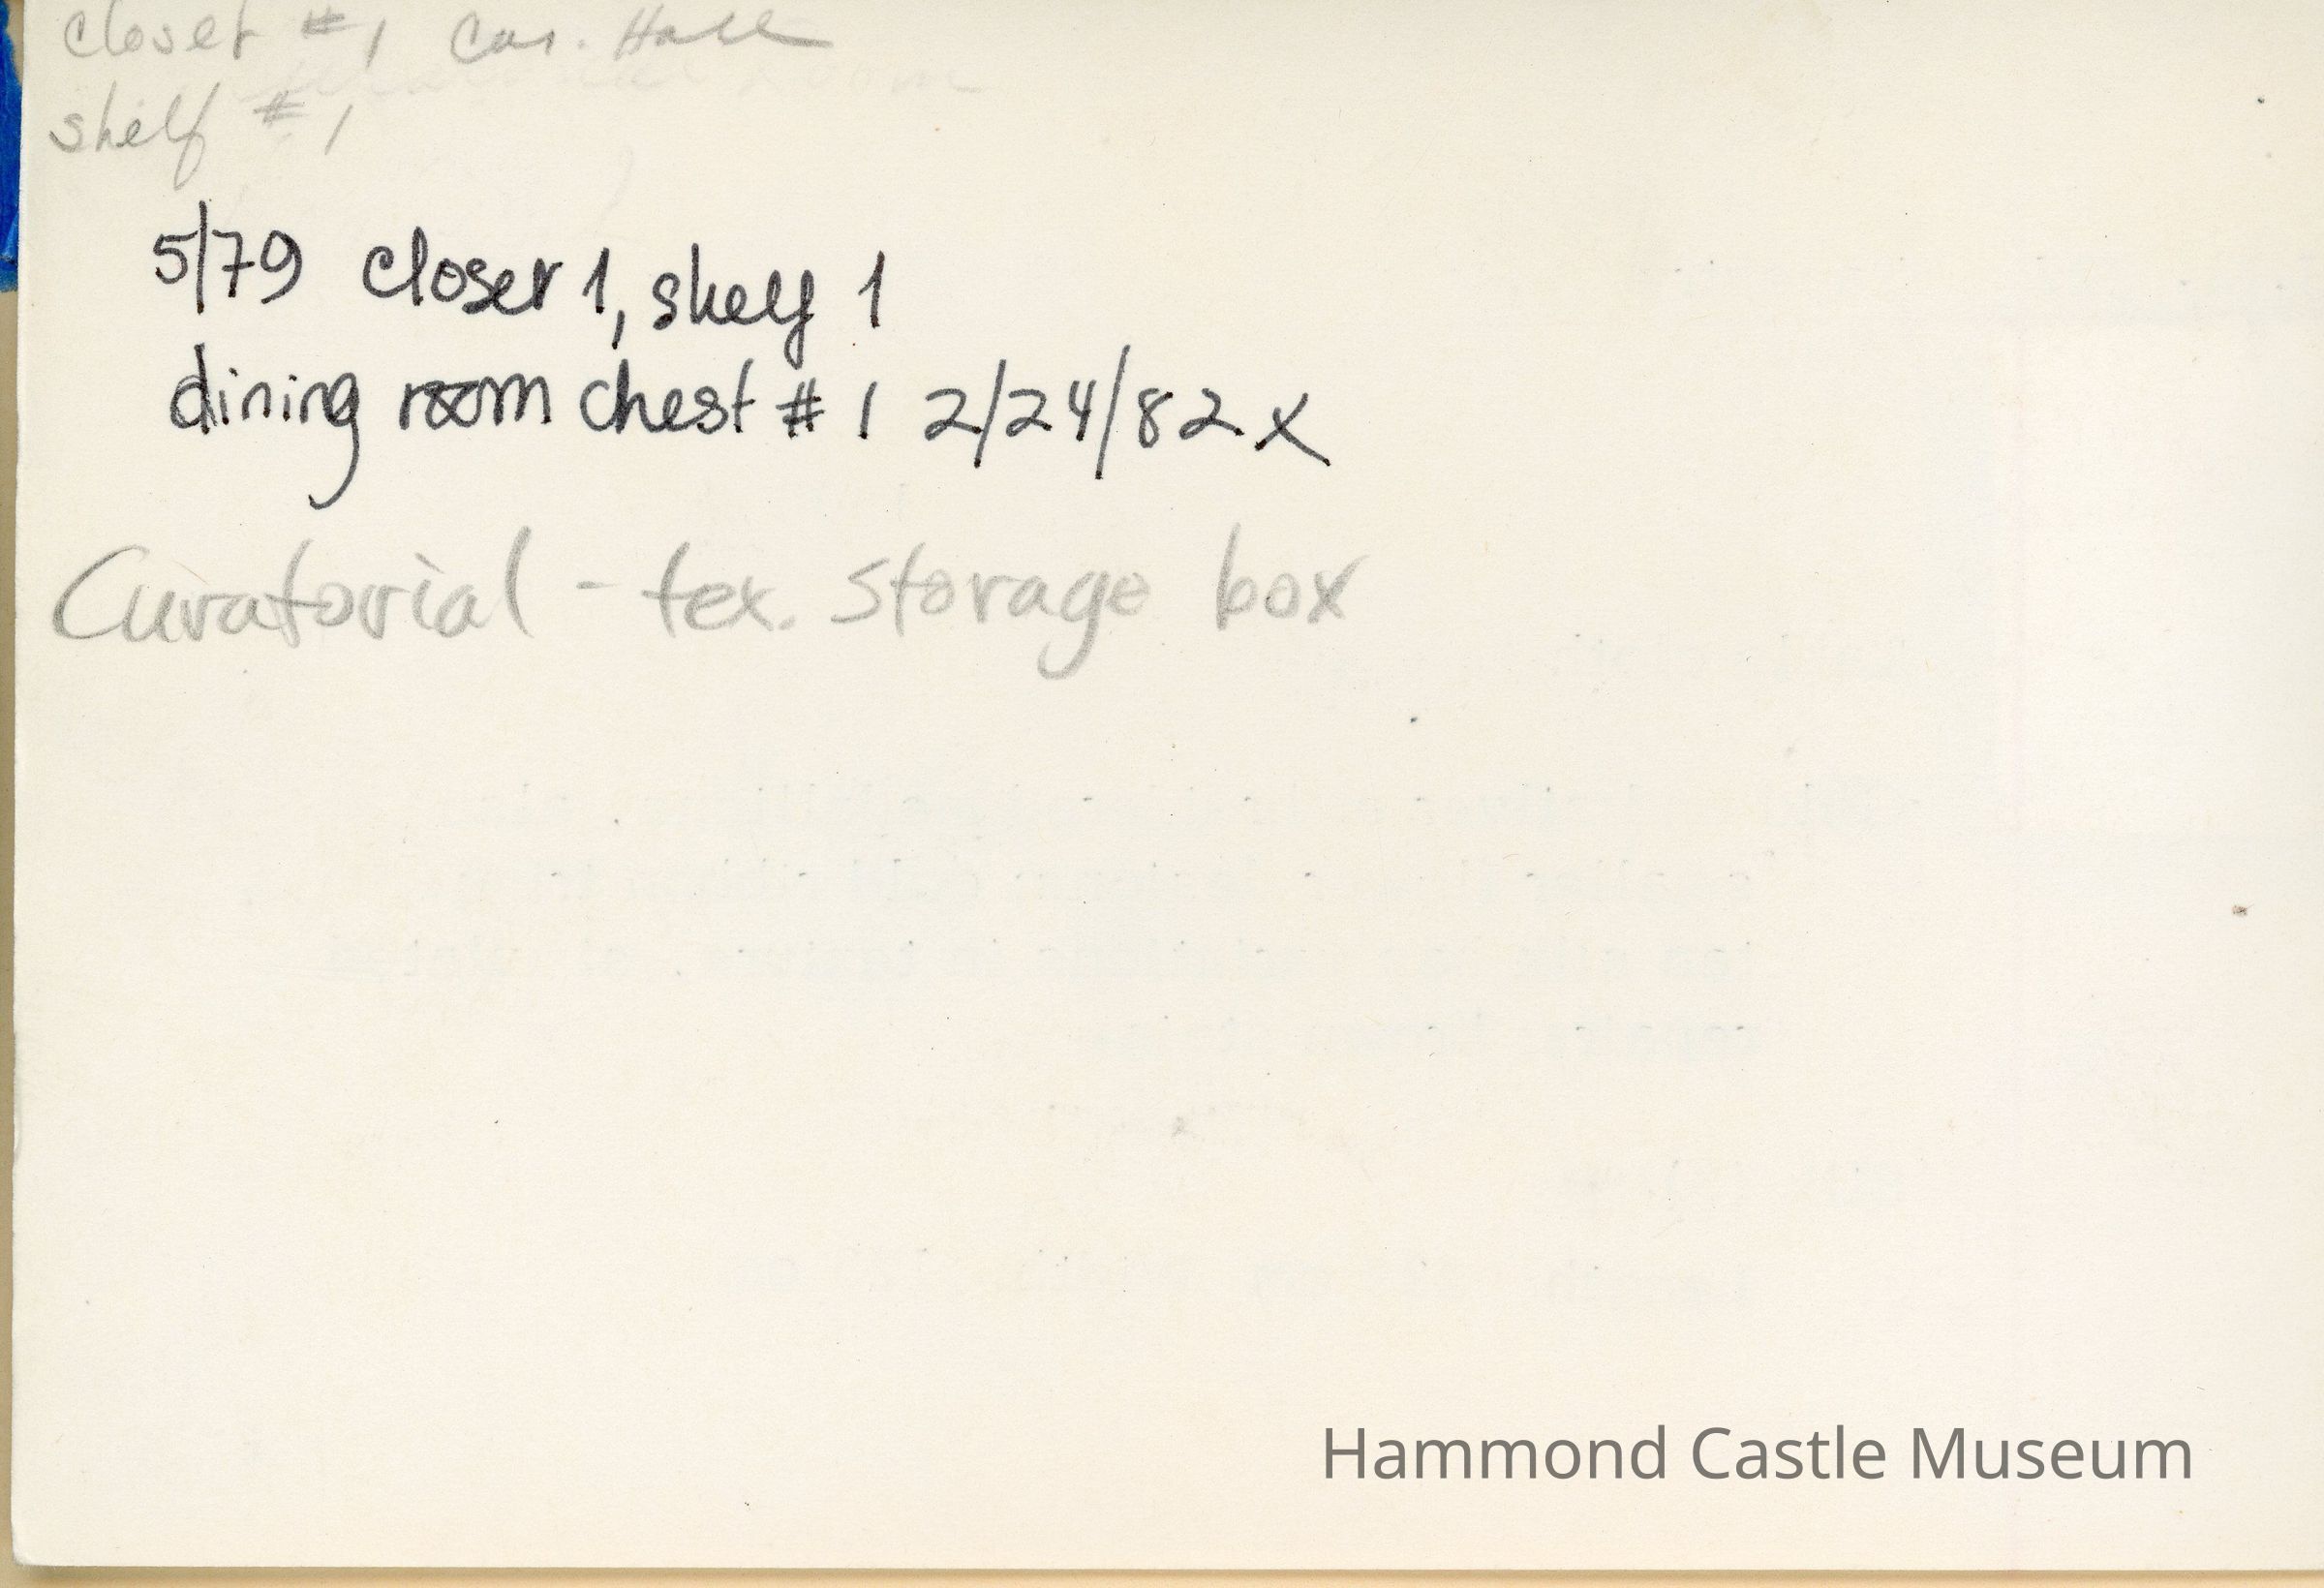 closet #1 Cas. Hall
shelf #1
5/79 closet 1, shelf 1
dining room chest #1 2/24/82 x
Curatorial - tex. storage box
Hammond Castle Museum